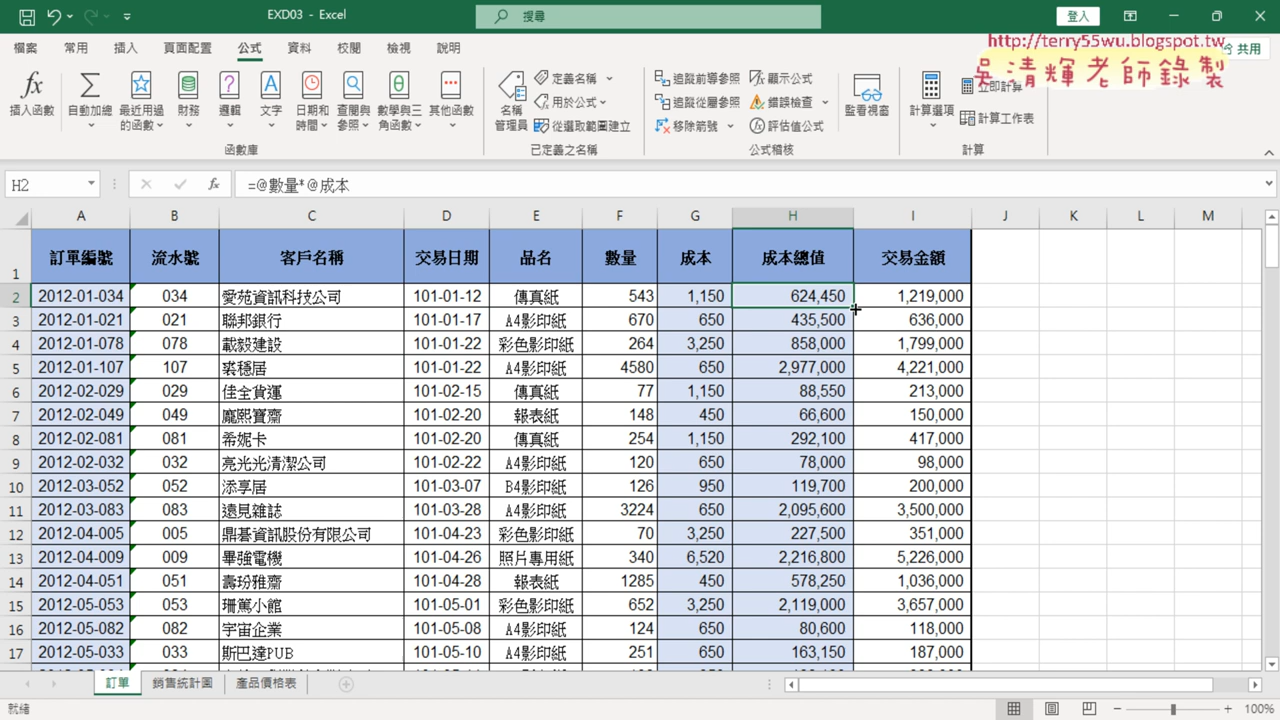 EXD03 - Excel
搜尋
登入
檔案 常用 插入 頁面配置 公式 資料 校閱 檢視 說明
共用
http://terry55wu.blogspot.tw
吳清輝老師錄製
插入函數
自動加總
最近用過的函數
財務
邏輯
文字
日期和時間
查閱與參照
數學與三角函數
其他函數
函數庫
名稱管理員
定義名稱
用於公式
從選取範圍建立
已定義之名稱
追蹤前導參照
追蹤從屬參照
移除箭號
顯示公式
錯誤檢查
評估值公式
公式稽核
監看視窗
計算選項
立即計算
計算工作表
計算
H2 fx =@數量*@成本
A B C D E F G H I J K L M
1 訂單編號 流水號 客戶名稱 交易日期 品名 數量 成本 成本總值 交易金額
2 2012-01-034 034 愛苑資訊科技公司 101-01-12 傳真紙 543 1,150 624,450 1,219,000
3 2012-01-021 021 聯邦銀行 101-01-17 A4影印紙 670 650 435,500 636,000
4 2012-01-078 078 載毅建設 101-01-22 彩色影印紙 264 3,250 858,000 1,799,000
5 2012-01-107 107 裘穩居 101-01-22 A4影印紙 4580 650 2,977,000 4,221,000
6 2012-02-029 029 佳全貨運 101-02-15 傳真紙 77 1,150 88,550 213,000
7 2012-02-049 049 龐熙寶齋 101-02-20 報表紙 148 450 66,600 150,000
8 2012-02-081 081 希妮卡 101-02-20 傳真紙 254 1,150 292,100 417,000
9 2012-02-032 032 亮光光清潔公司 101-02-22 A4影印紙 120 650 78,000 98,000
10 2012-03-052 052 添享居 101-03-07 B4影印紙 126 950 119,700 200,000
11 2012-03-083 083 遠見雜誌 101-03-28 A4影印紙 3224 650 2,095,600 3,500,000
12 2012-04-005 005 鼎碁資訊股份有限公司 101-04-23 彩色影印紙 70 3,250 227,500 351,000
13 2012-04-009 009 畢強電機 101-04-26 照片專用紙 340 6,520 2,216,800 5,226,000
14 2012-04-051 051 壽玢雅齋 101-04-28 報表紙 1285 450 578,250 1,036,000
15 2012-05-053 053 珊篤小館 101-05-01 彩色影印紙 652 3,250 2,119,000 3,657,000
16 2012-05-082 082 宇宙企業 101-05-08 A4影印紙 124 650 80,600 118,000
17 2012-05-033 033 斯巴達PUB 101-05-10 A4影印紙 251 650 163,150 187,000
訂單 銷售統計圖 產品價格表
就緒
100%